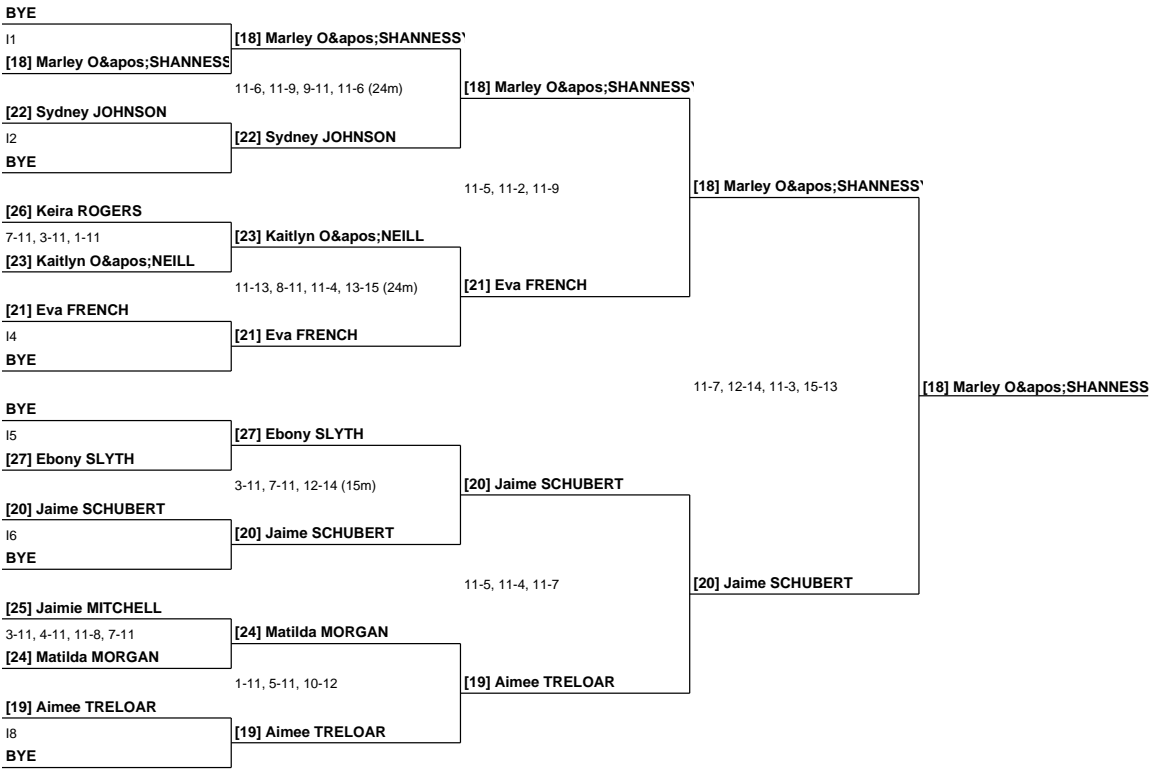 BYE
I1
[18] Marley O&apos;SHANNESS
[22] Sydney JOHNSON
I2
BYE
[26] Keira ROGERS
7-11, 3-11, 1-11
[23] Kaitlyn O&apos;NEILL
[21] Eva FRENCH
I4
BYE
BYE
I5
[27] Ebony SLYTH
[20] Jaime SCHUBERT
I6
BYE
[25] Jaimie MITCHELL
3-11, 4-11, 11-8, 7-11
[24] Matilda MORGAN
[19] Aimee TRELOAR
I8
BYE
[18] Marley O&apos;SHANNESSY
11-6, 11-9, 9-11, 11-6 (24m)
[22] Sydney JOHNSON
[23] Kaitlyn O&apos;NEILL
11-13, 8-11, 11-4, 13-15 (24m)
[21] Eva FRENCH
[27] Ebony SLYTH
3-11, 7-11, 12-14 (15m)
[20] Jaime SCHUBERT
[24] Matilda MORGAN
1-11, 5-11, 10-12
[19] Aimee TRELOAR
[18] Marley O&apos;SHANNESSY
11-5, 11-2, 11-9
[21] Eva FRENCH
[20] Jaime SCHUBERT
11-5, 11-4, 11-7
[19] Aimee TRELOAR
[18] Marley O&apos;SHANNESSY
11-7, 12-14, 11-3, 15-13
[20] Jaime SCHUBERT
[18] Marley O&apos;SHANNESS